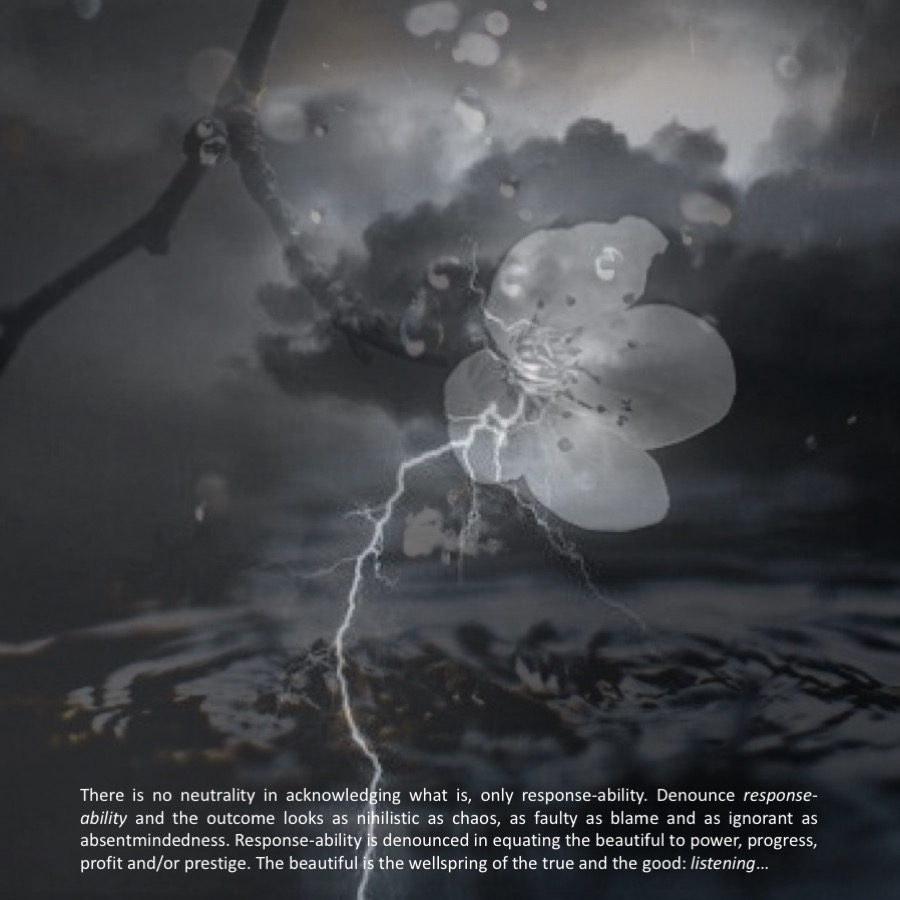 There is no neutrality in acknowledging what is, only response-ability. Denounce response-
ability and the outcome looks as nihilistic as chaos, as faulty as blame and as ignorant as
absentmindedness. Response-ability is denounced in equating the beautiful to power, progress,
profit and/or prestige. The beautiful is the wellspring of the true and the good: listening...